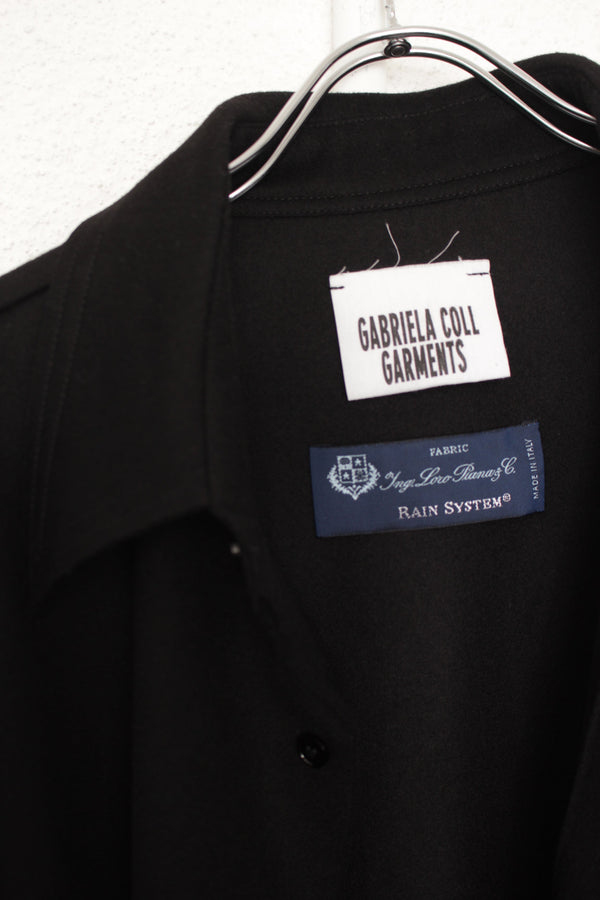 GABRIELA COLL
GARMENTS
FABRIC
Ing. Loro Piana & C.
RAIN SYSTEM®
MADE IN ITALY